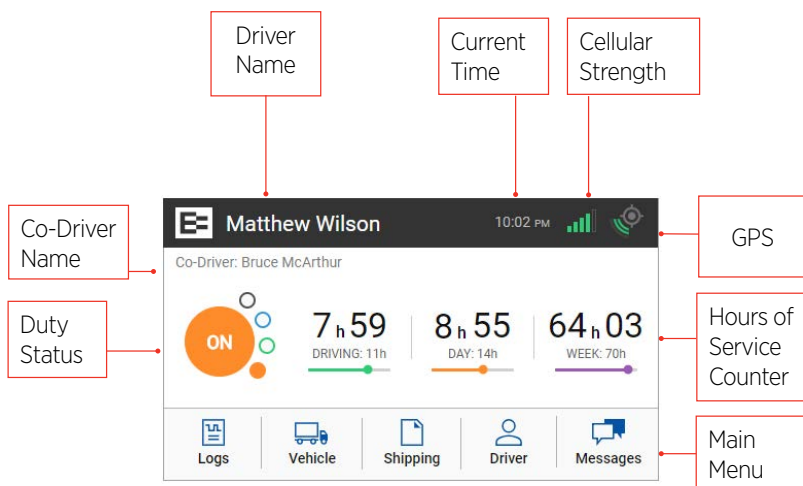 Driver
Name
Current
Time
Cellular
Strength
Matthew Wilson
10:02 PM
GPS
Co-Driver
Name
Co-Driver: Bruce McArthur
Duty
Status
ON
7 h 59
DRIVING: 11h
8 h 55
DAY: 14h
64 h 03
WEEK: 70h
Hours of
Service
Counter
Logs
Vehicle
Shipping
Driver
Messages
Main
Menu